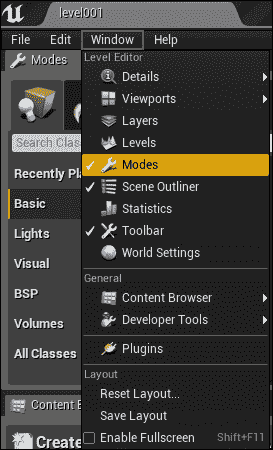 level001
File Edit Window Help
Modes
Level Editor
Details
Viewports
Layers
Levels
Search Clas
Modes
Recently Pla
Scene Outliner
Basic
Statistics
Toolbar
Lights
World Settings
Visual
General
BSP
Content Browser
Volumes
Developer Tools
All Classes
Plugins
Layout
Reset Layout...
Content B
Save Layout
Create
Enable Fullscreen Shift+F11